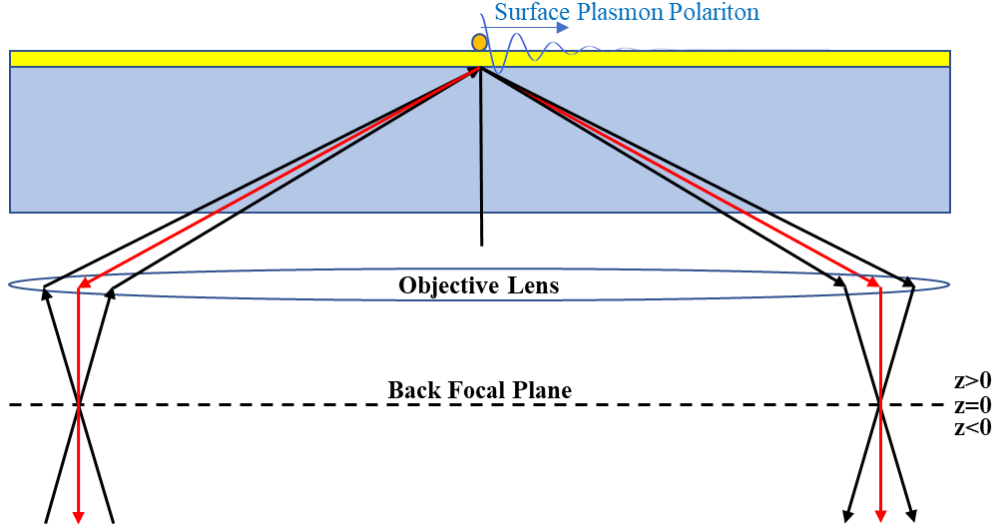 Surface Plasmon Polariton
Objective Lens
Back Focal Plane
z>0
z=0
z<0